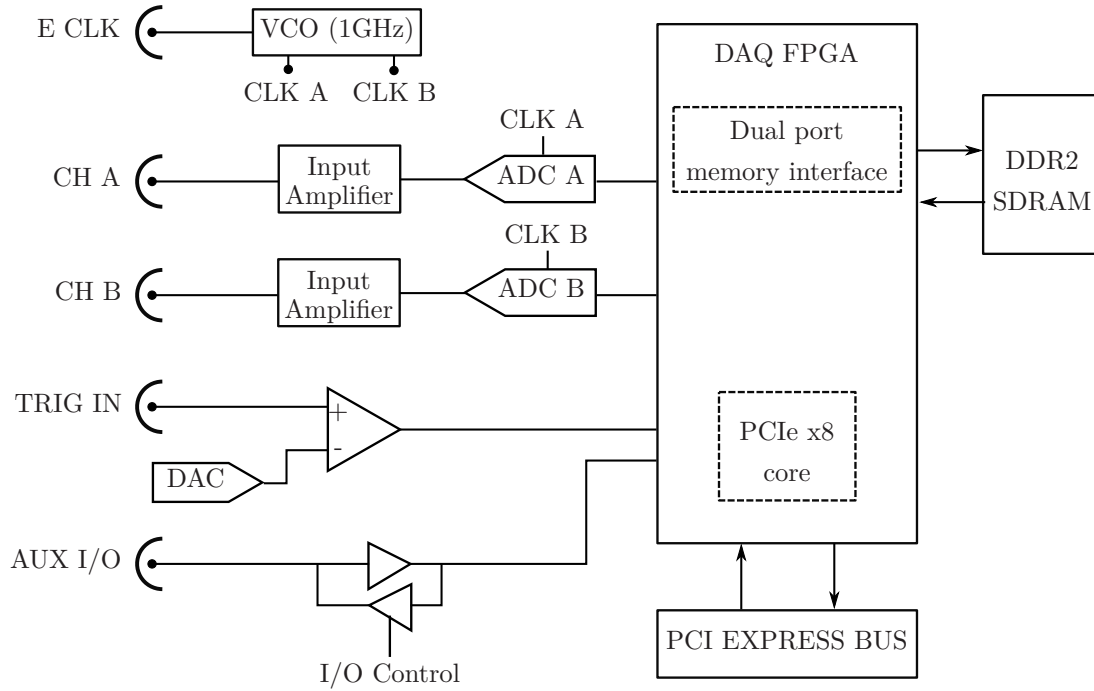 E CLK
VCO (1GHz)
CLK A
CLK B
DAQ FPGA
Dual port
memory interface
DDR2
SDRAM
CH A
Input
Amplifier
CLK A
ADC A
CH B
Input
Amplifier
CLK B
ADC B
TRIG IN
+
-
DAC
PCIe x8
core
AUX I/O
I/O Control
PCI EXPRESS BUS